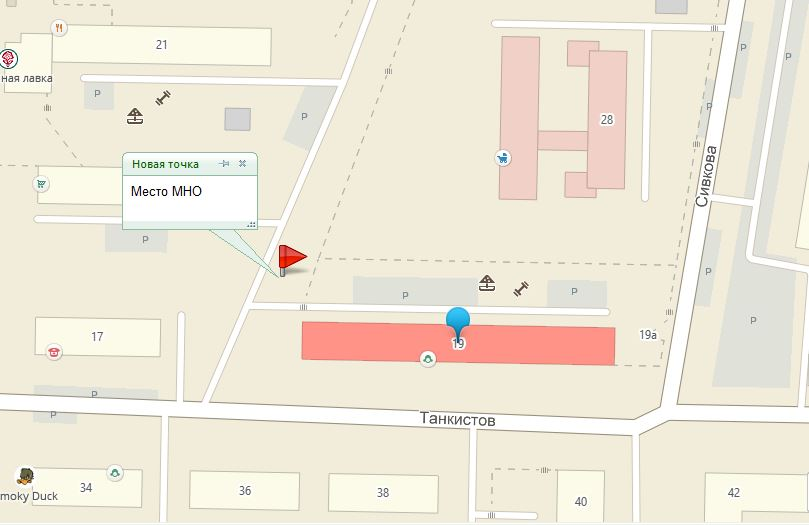 21
ная лавка
P
P
28
Новая точка
Место МНО
Сивкова
P
P
P
P
P
P
P
P
17
19
19а
P
P
P
Танкистов
34
moky Duck
36
38
40
42